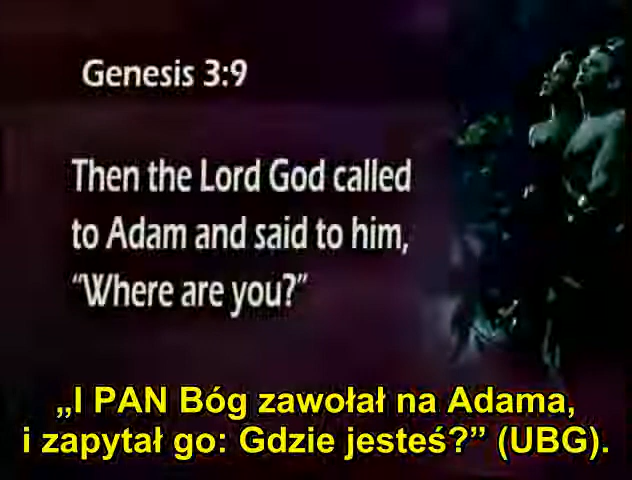 Genesis 3:9
Then the Lord God called
to Adam and said to him,
“Where are you?”
„I PAN Bóg zawołał na Adama,
i zapytał go: Gdzie jesteś?” (UBG).